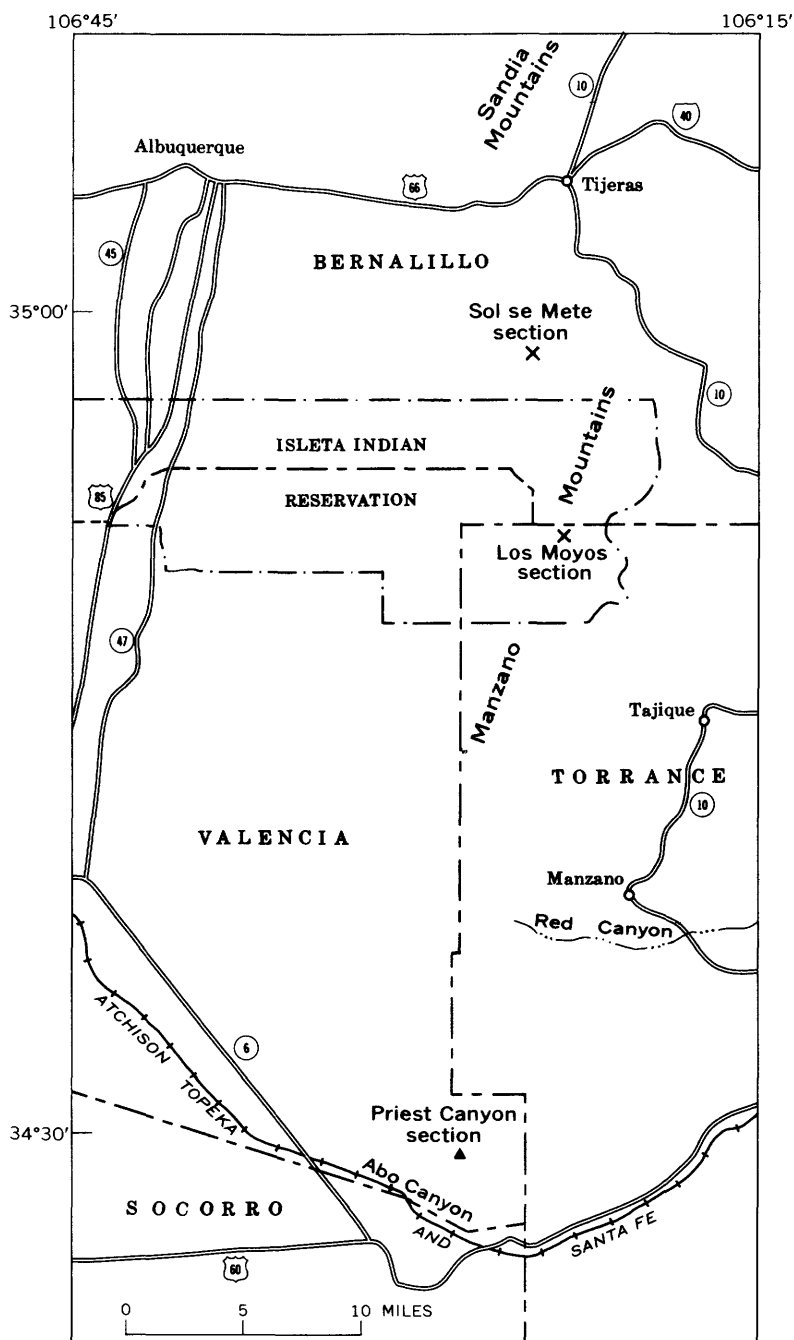 106°45′
106°15′
Sandia
Mountains
10
40
Albuquerque
66
Tijeras
45
BERNALILLO
35°00′
Sol se Mete
section
10
Mountains
ISLETA INDIAN
85
RESERVATION
Los Moyos
section
47
Manzano
Tajique
TORRANCE
10
VALENCIA
Manzano
Red Canyon
ATCHISON
6
TOPEKA
34°30′
Priest Canyon
section
Abo Canyon
SOCORRO
AND
SANTA FE
60
0 5 10 MILES